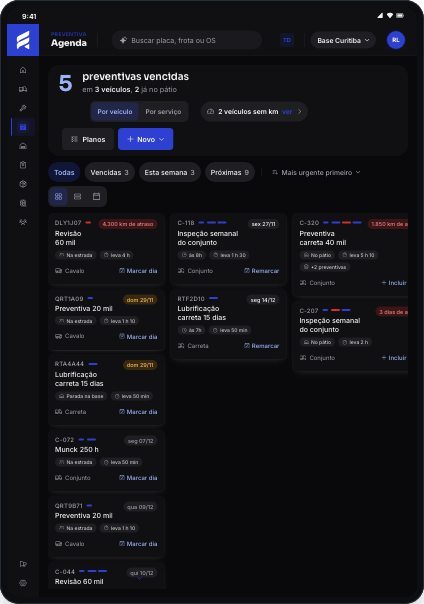 9:41
PREVENTIVA
Agenda
Buscar placa, frota ou OS
Base Curitiba
RL
5 preventivas vencidas
em 3 veículos, 2 já no pátio
Por veículo
Por serviço
2 veículos sem km ver
Planos
Novo
Todas
Vencidas 3
Esta semana 3
Próximas 9
Mais urgente primeiro
DLY1J07
4.300 km de atraso
Revisão
60 mil
Na estrada
leva 4 h
Cavalo
Marcar dia
QRT1A09
dom 29/11
Preventiva 20 mil
Na estrada
leva 1 h 10
Cavalo
Marcar dia
RTA4A44
dom 29/11
Lubrificação
carreta 15 dias
Parada na base
leva 50 min
Carreta
Marcar dia
C-072
seg 07/12
Munck 250 h
Na estrada
leva 50 min
Conjunto
Marcar dia
QRT9B71
qua 09/12
Preventiva 20 mil
Na estrada
leva 1 h 10
Cavalo
Marcar dia
C-044
qui 10/12
Revisão 60 mil
C-118
sex 27/11
Inspeção semanal
do conjunto
às 8h
leva 1 h 30
Conjunto
Remarcar
RTF2D10
seg 14/12
Lubrificação
carreta 15 dias
às 7h
leva 50 min
Carreta
Remarcar
C-320
1.850 km de a
Preventiva
carreta 40 mil
No pátio
leva 5 h 10
+2 preventivas
Conjunto
Incluir
C-207
3 dias de a
Inspeção semanal
do conjunto
No pátio
leva 2 h
Conjunto
Incluir